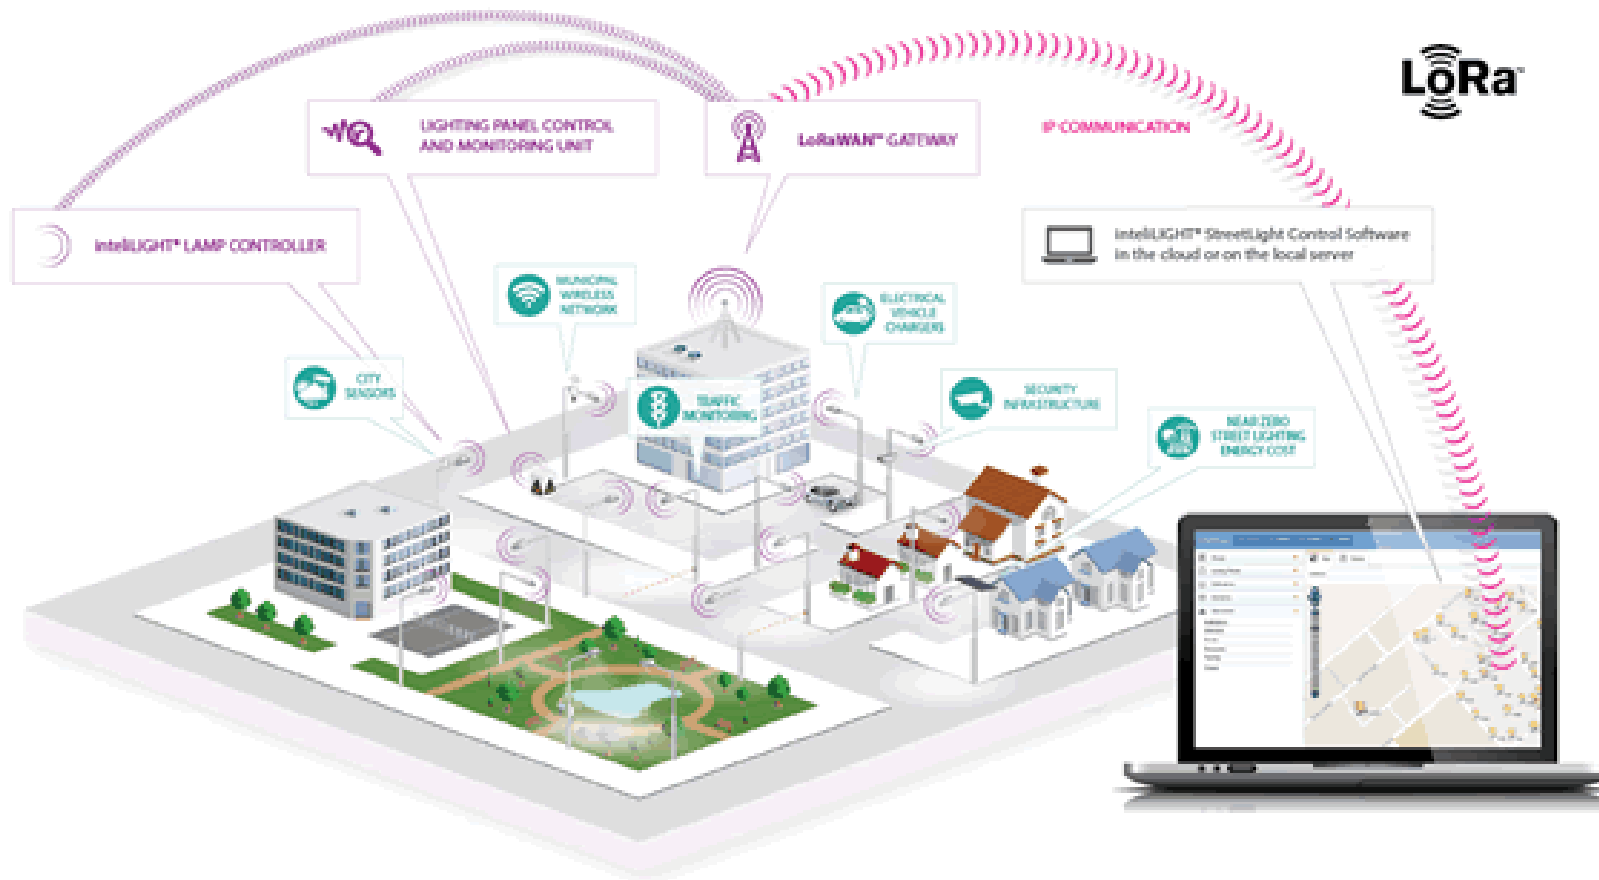 LoRa™
LIGHTING PANEL CONTROL
AND MONITORING UNIT
LoRaWAN™ GATEWAY
IP COMMUNICATION
inteliLIGHT® LAMP CONTROLLER
inteliLIGHT® StreetLight Control Software
in the cloud or on the local server
MUNICIPAL
WIRELESS
NETWORK
ELECTRICAL
VEHICLE
CHARGERS
CITY
SENSORS
TRAFFIC
MONITORING
SECURITY
INFRASTRUCTURE
NEAR-ZERO
STREET LIGHTING
ENERGY COST